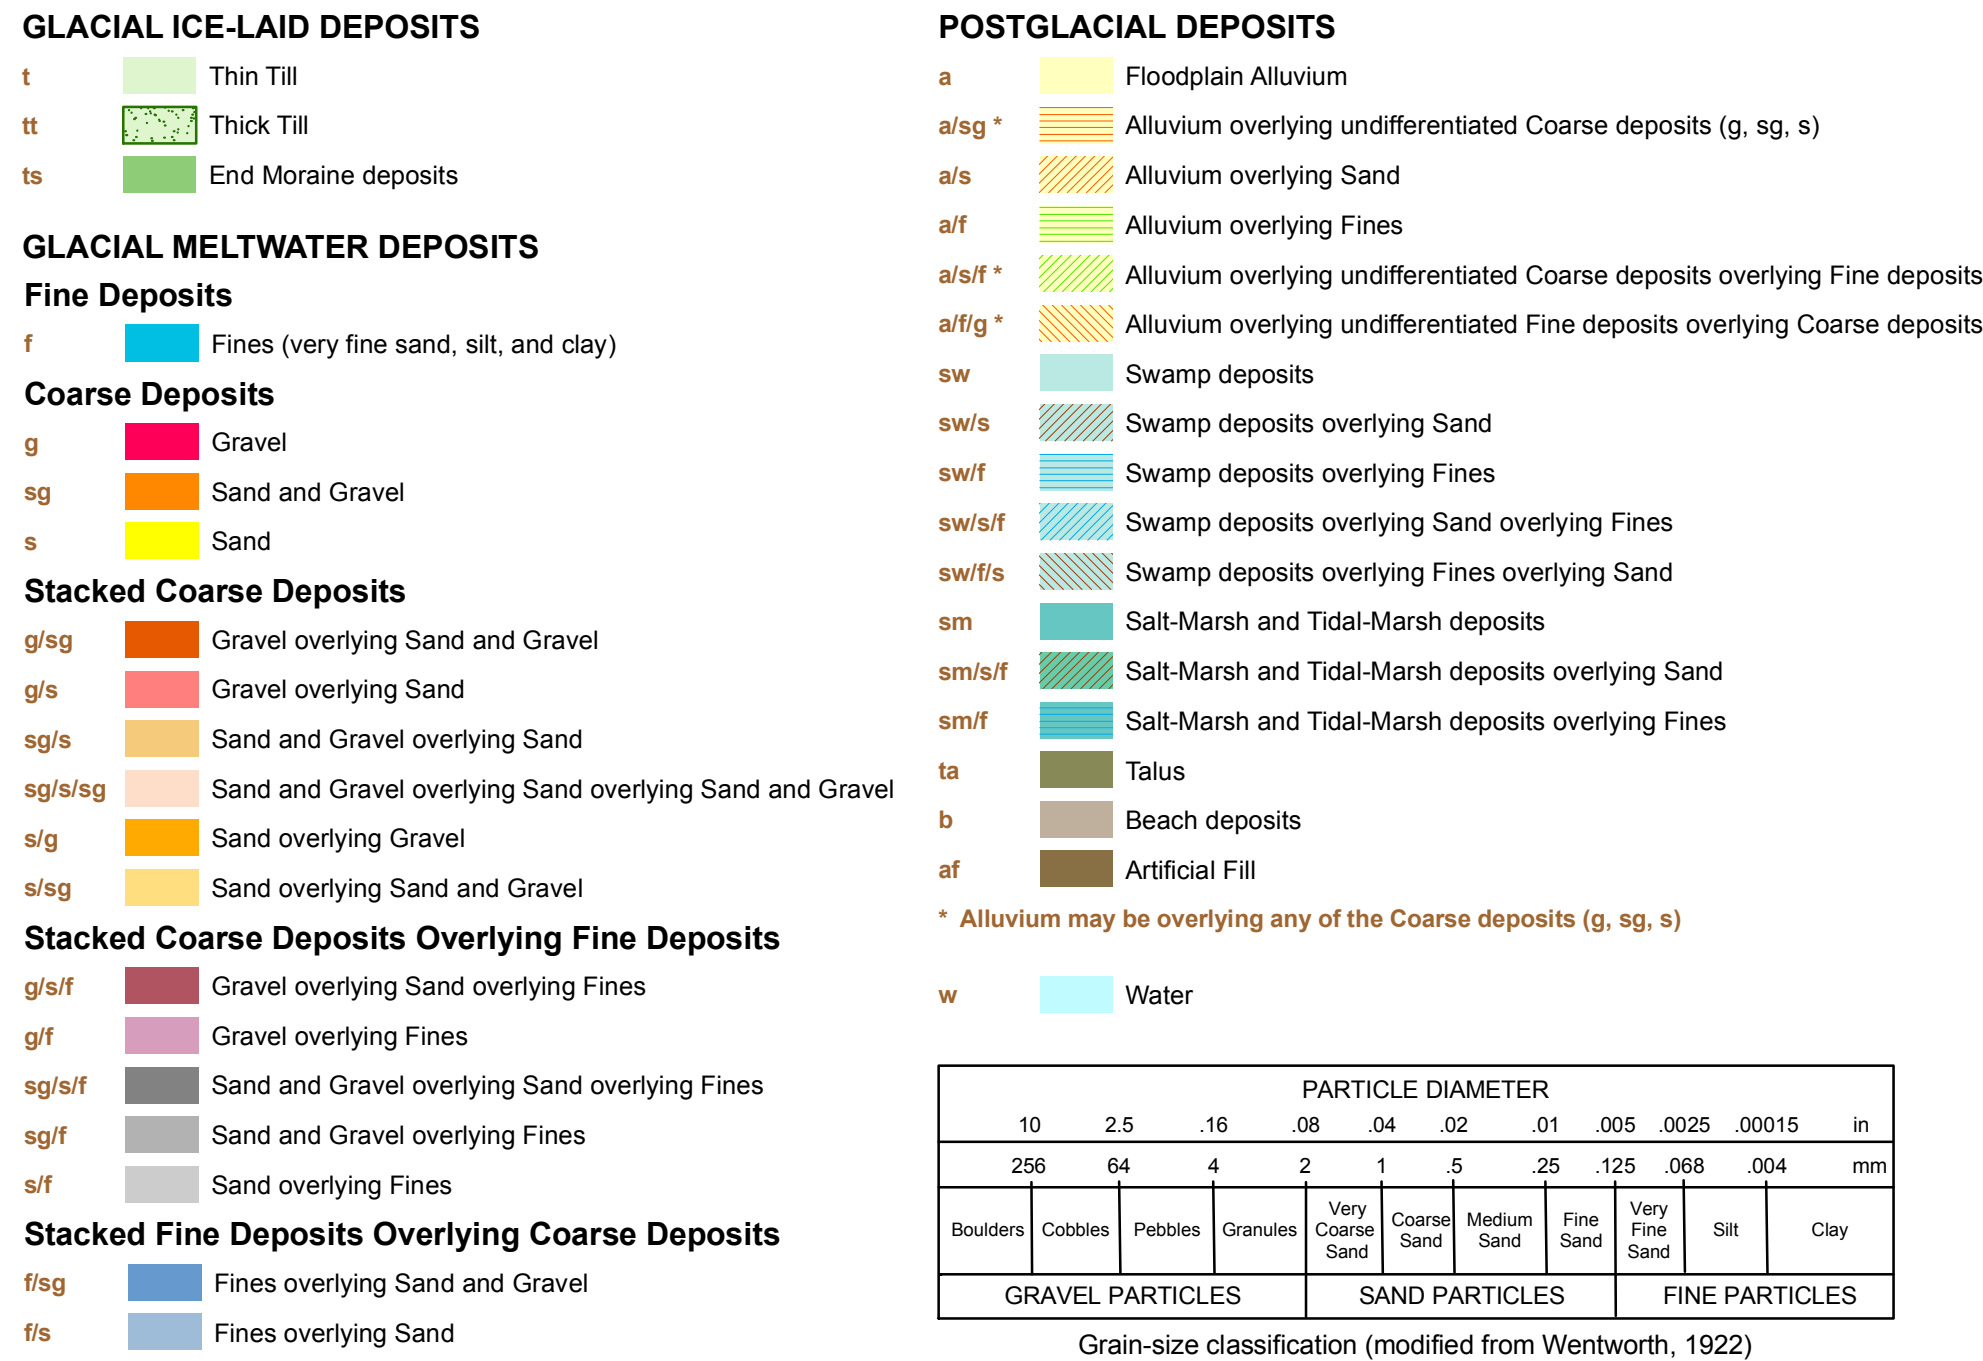 GLACIAL ICE-LAID DEPOSITS
t Thin Till
tt Thick Till
ts End Moraine deposits
GLACIAL MELTWATER DEPOSITS
Fine Deposits
f Fines (very fine sand, silt, and clay)
Coarse Deposits
g Gravel
sg Sand and Gravel
s Sand
Stacked Coarse Deposits
g/sg Gravel overlying Sand and Gravel
g/s Gravel overlying Sand
sg/s Sand and Gravel overlying Sand
sg/s/sg Sand and Gravel overlying Sand overlying Sand and Gravel
s/g Sand overlying Gravel
s/sg Sand overlying Sand and Gravel
Stacked Coarse Deposits Overlying Fine Deposits
g/s/f Gravel overlying Sand overlying Fines
g/f Gravel overlying Fines
sg/s/f Sand and Gravel overlying Sand overlying Fines
sg/f Sand and Gravel overlying Fines
s/f Sand overlying Fines
Stacked Fine Deposits Overlying Coarse Deposits
f/sg Fines overlying Sand and Gravel
f/s Fines overlying Sand
POSTGLACIAL DEPOSITS
a Floodplain Alluvium
a/sg * Alluvium overlying undifferentiated Coarse deposits (g, sg, s)
a/s Alluvium overlying Sand
a/f Alluvium overlying Fines
a/s/f * Alluvium overlying undifferentiated Coarse deposits overlying Fine deposits
a/f/g * Alluvium overlying undifferentiated Fine deposits overlying Coarse deposits
sw Swamp deposits
sw/s Swamp deposits overlying Sand
sw/f Swamp deposits overlying Fines
sw/s/f Swamp deposits overlying Sand overlying Fines
sw/f/s Swamp deposits overlying Fines overlying Sand
sm Salt-Marsh and Tidal-Marsh deposits
sm/s/f Salt-Marsh and Tidal-Marsh deposits overlying Sand
sm/f Salt-Marsh and Tidal-Marsh deposits overlying Fines
ta Talus
b Beach deposits
af Artificial Fill
* Alluvium may be overlying any of the Coarse deposits (g, sg, s)
w Water
PARTICLE DIAMETER
10 2.5 .16 .08 .04 .02 .01 .005 .0025 .00015 in
256 64 4 2 1 .5 .25 .125 .068 .004 mm
Boulders Cobbles Pebbles Granules Very Coarse Sand Coarse Sand Medium Sand Fine Sand Very Fine Sand Silt Clay
GRAVEL PARTICLES SAND PARTICLES FINE PARTICLES
Grain-size classification (modified from Wentworth, 1922)